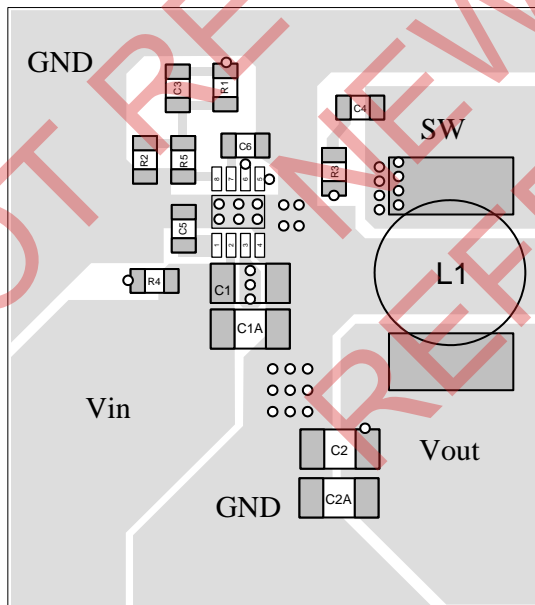 GND
C3
R1
C4
SW
R2
R5
C6
R3
8 7 6 5
C5
1 2 3 4
R4
C1
L1
C1A
Vin
C2
Vout
C2A
GND